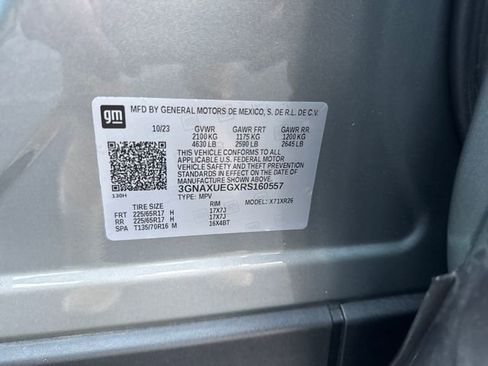 gm
MFD BY GENERAL MOTORS DE MEXICO, S. DE R.L. DE C.V.
10/23 GVWR GAWR FRT GAWR RR
2100 KG 1175 KG 1200 KG
4630 LB 2590 LB 2645 LB
THIS VEHICLE CONFORMS TO ALL APPLICABLE U.S.
FEDERAL MOTOR VEHICLE SAFETY, BUMPER, AND
THEFT PREVENTION STANDARDS IN EFFECT ON THE
DATE OF MANUFACTURE SHOWN ABOVE.
3GNAXUEGXRS160557
TYPE: MPV MODEL: X71XR26
130H
TIRE SIZE RIM
FRT 225/65R17 H 17X7J
RR 225/65R17 H 17X7J
SPA T135/70R16 M 16X4BT